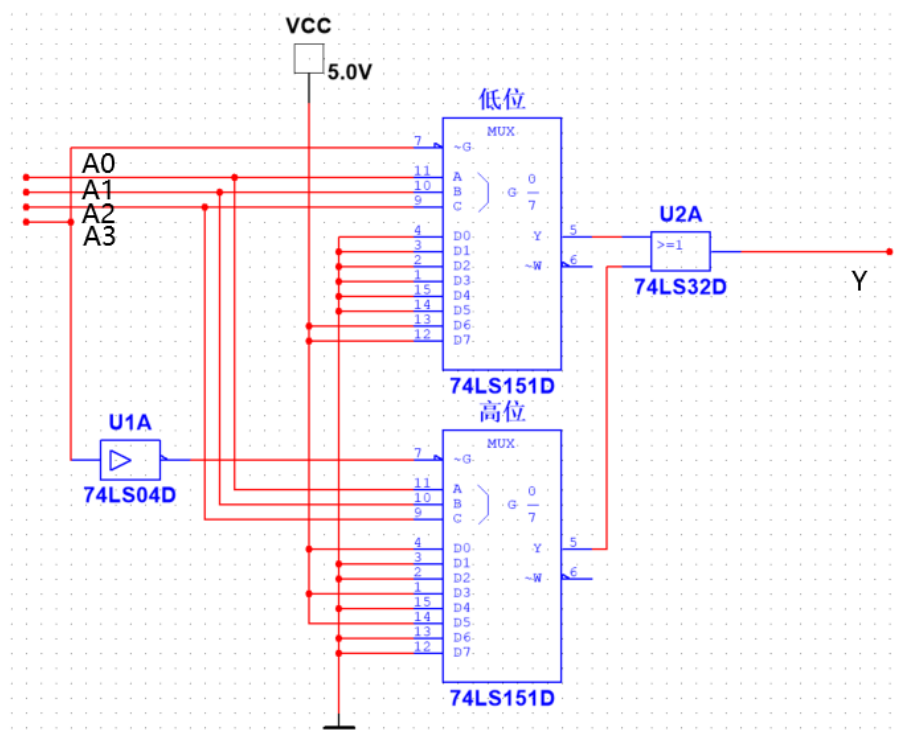 VCC
5.0V
低位
MUX
7 ~G
A0
11 A
A1
10 B
A2
9 C
A3
G 0/7
4 D0
3 D1
2 D2
1 D3
15 D4
14 D5
13 D6
12 D7
Y 5
~W 6
U2A
>=1
74LS32D
Y
74LS151D
高位
U1A
74LS04D
MUX
7 ~G
11 A
10 B
9 C
G 0/7
4 D0
3 D1
2 D2
1 D3
15 D4
14 D5
13 D6
12 D7
Y 5
~W 6
74LS151D